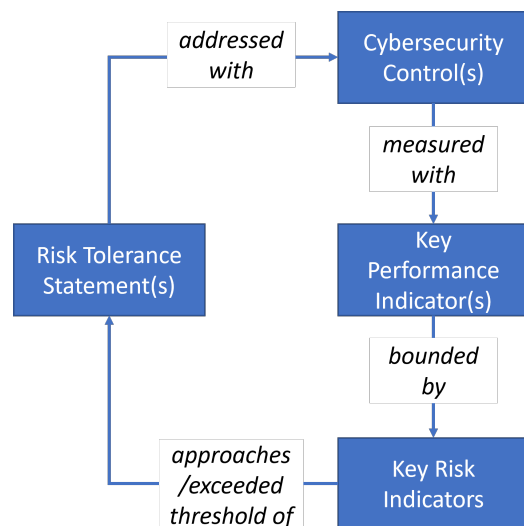 addressed
with
Cybersecurity
Control(s)
measured
with
Risk Tolerance
Statement(s)
Key
Performance
Indicator(s)
bounded
by
approaches
/exceeded
threshold of
Key Risk
Indicators